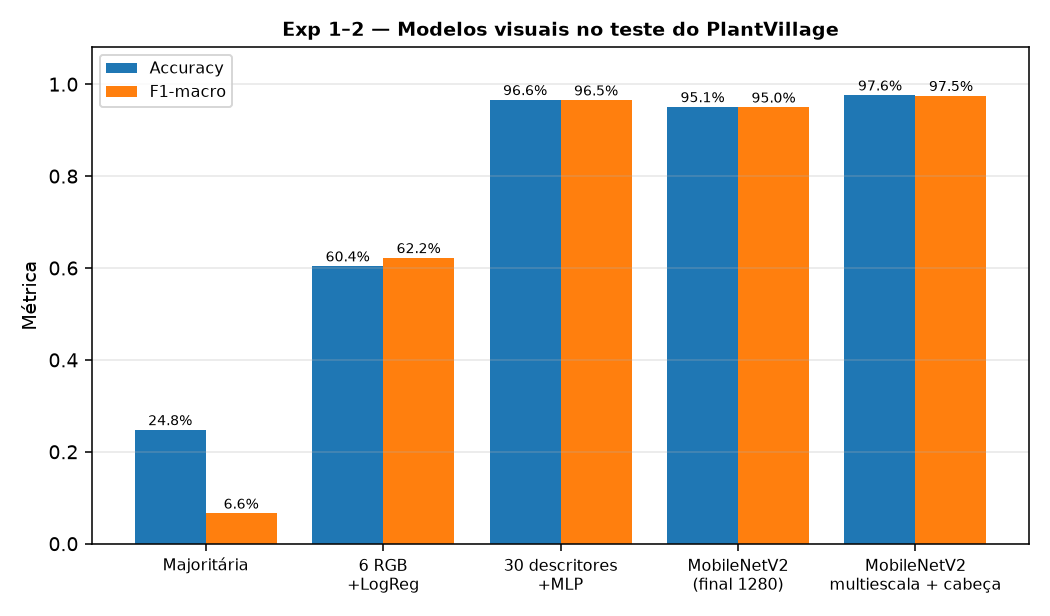 Exp 1–2 — Modelos visuais no teste do PlantVillage
Accuracy
F1-macro
Métrica
1.0
0.8
0.6
0.4
0.2
0.0
24.8%
6.6%
60.4%
62.2%
96.6%
96.5%
95.1%
95.0%
97.6%
97.5%
Majoritária
6 RGB
+LogReg
30 descritores
+MLP
MobileNetV2
(final 1280)
MobileNetV2
multiescala + cabeça